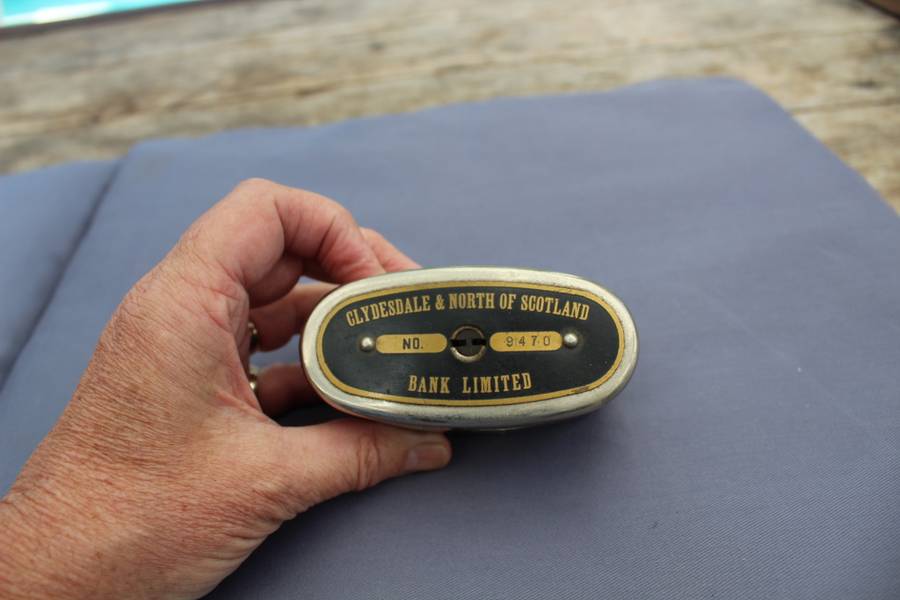 CLYDESDALE & NORTH OF SCOTLAND
NO. 9470
BANK LIMITED